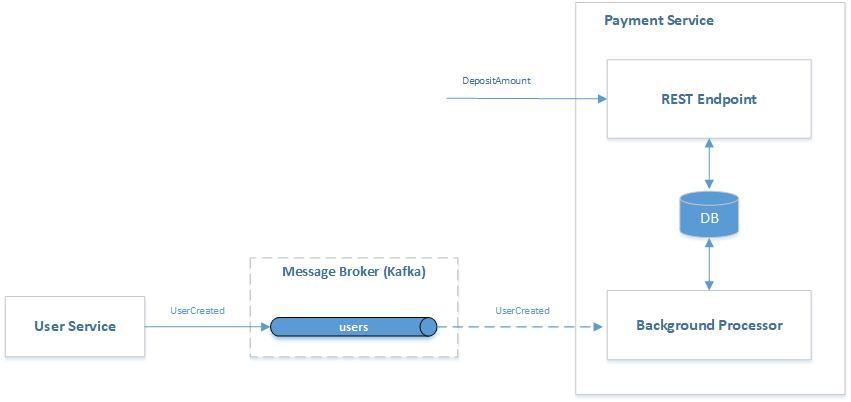 Payment Service
DepositAmount
REST Endpoint
DB
Message Broker (Kafka)
User Service
UserCreated
users
UserCreated
Background Processor